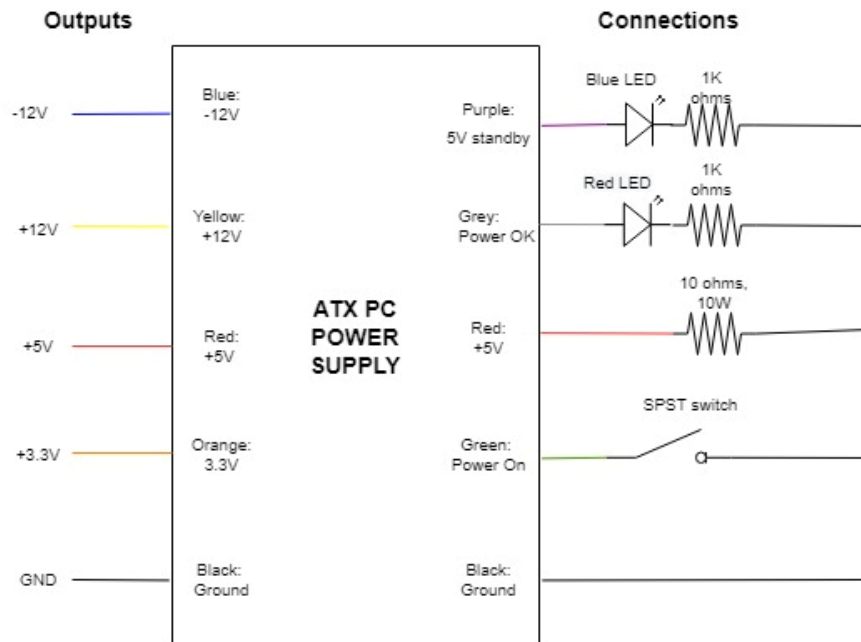 Outputs
Connections
Blue:
-12V
-12V
Yellow:
+12V
+12V
Red:
+5V
+5V
Orange:
3.3V
+3.3V
Black:
Ground
GND
ATX PC
POWER
SUPPLY
Purple:
5V standby
Blue LED
1K
ohms
Grey:
Power OK
Red LED
1K
ohms
Red:
+5V
10 ohms,
10W
Green:
Power On
SPST switch
Black:
Ground